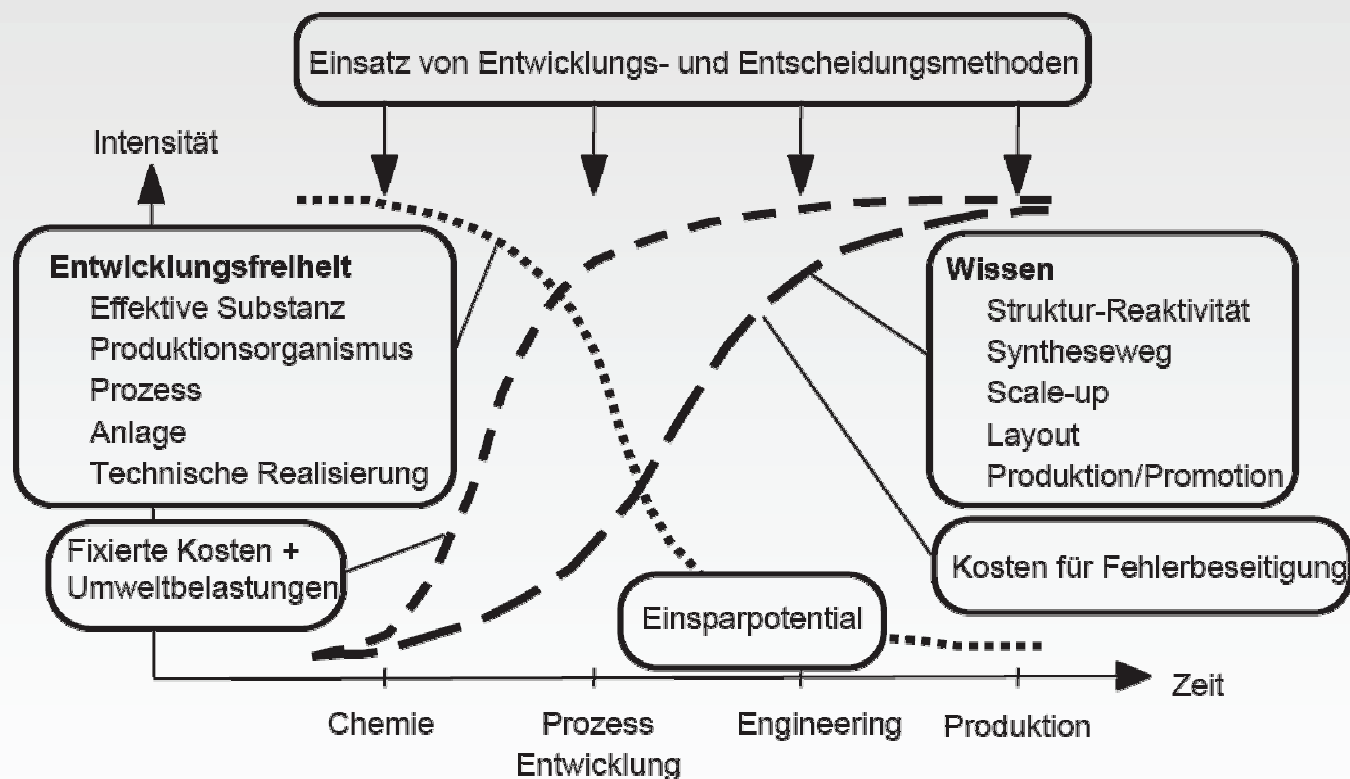 Einsatz von Entwicklungs- und Entscheidungsmethoden
Intensität
Entwicklungsfreiheit
Effektive Substanz
Produktionsorganismus
Prozess
Anlage
Technische Realisierung
Wissen
Struktur-Reaktivität
Syntheseweg
Scale-up
Layout
Produktion/Promotion
Fixierte Kosten +
Umweltbelastungen
Einsparpotential
Kosten für Fehlerbeseitigung
Zeit
Chemie
Prozess
Entwicklung
Engineering
Produktion